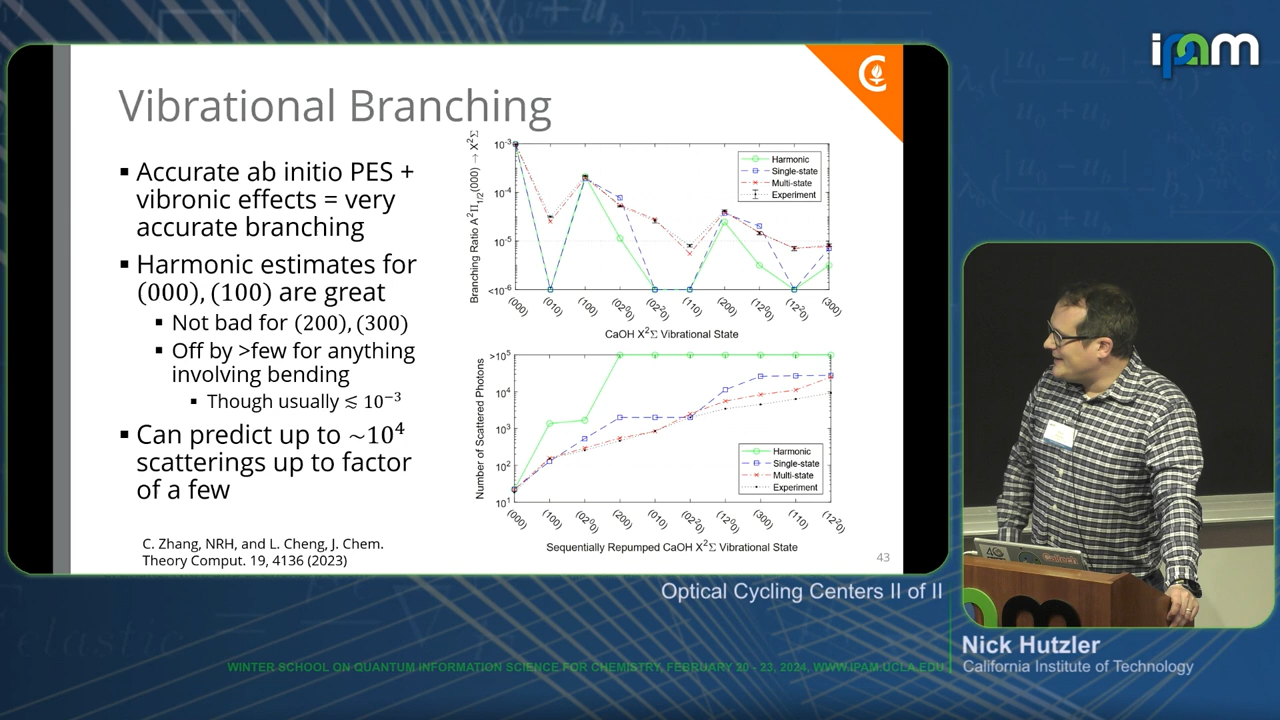 ipam
Vibrational Branching
▪ Accurate ab initio PES +
vibronic effects = very
accurate branching
▪ Harmonic estimates for
(000), (100) are great
▪ Not bad for (200), (300)
▪ Off by >few for anything
involving bending
▪ Though usually ≲ 10⁻³
▪ Can predict up to ~10⁴
scatterings up to factor
of a few
C. Zhang, NRH, and L. Cheng, J. Chem.
Theory Comput. 19, 4136 (2023)
Branching Ratio A²Π₁/₂(000) → X²Σ
10⁻³
10⁻⁴
10⁻⁵
<10⁻⁶
Harmonic
Single-state
Multi-state
Experiment
(000)
(010)
(100)
(02⁰0)
(02²0)
(110)
(200)
(12⁰0)
(12²0)
(300)
CaOH X²Σ Vibrational State
Number of Scattered Photons
>10⁵
10⁴
10³
10²
10¹
Harmonic
Single-state
Multi-state
Experiment
(000)
(100)
(02⁰0)
(200)
(010)
(02²0)
(12⁰0)
(300)
(110)
(12²0)
Sequentially Repumped CaOH X²Σ Vibrational State
43
Optical Cycling Centers II of II
Nick Hutzler
California Institute of Technology
WINTER SCHOOL ON QUANTUM INFORMATION SCIENCE FOR CHEMISTRY, FEBRUARY 20 - 23, 2024, WWW.IPAM.UCLA.EDU